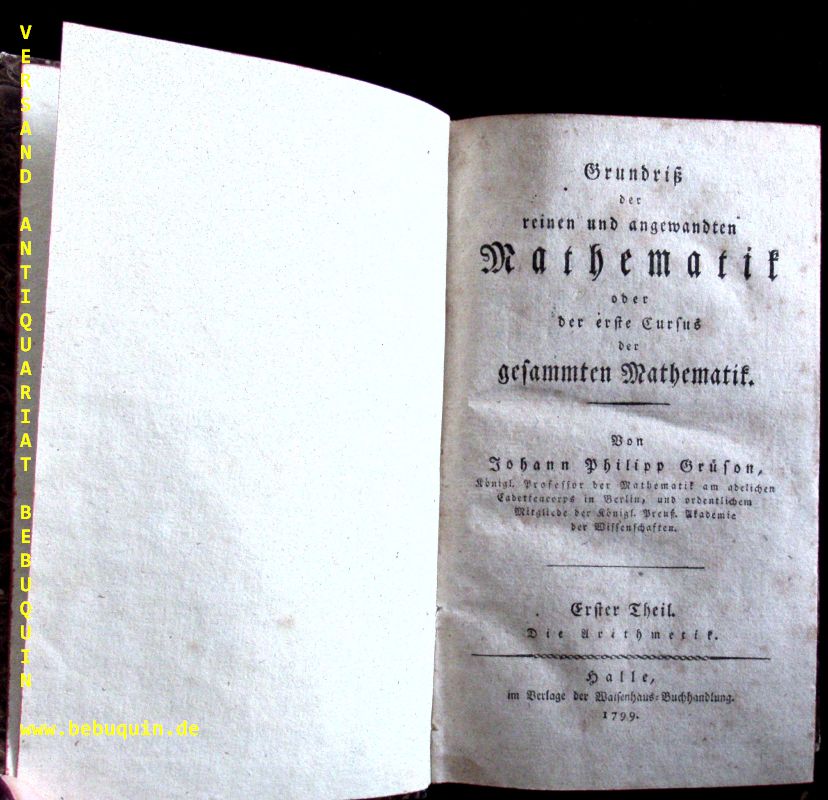 VERSAND ANTIQUARIAT BEBUQUIN
www.bebuquin.de
Grundriß
der
reinen und angewandten
Mathematik
oder
der erste Cursus
der
gesammten Mathematik.
Von
Johann Philipp Grüson,
Königl. Professor der Mathematik am adelichen
Cadettencorps in Berlin, und ordentlichem
Mitgliede der Königl. Preuß. Akademie
der Wissenschaften.
Erster Theil.
Die Arithmetik.
Halle,
im Verlage der Waisenhaus-Buchhandlung.
1799.